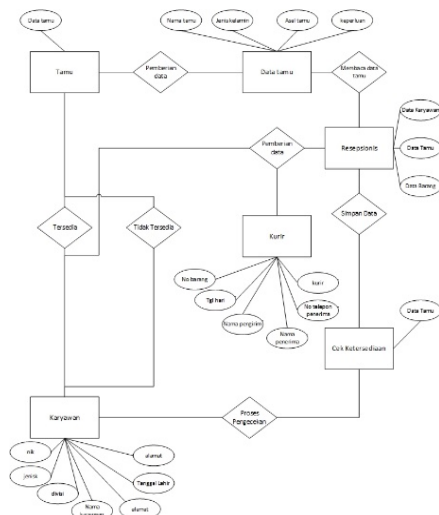 Data tamu
Nama tamu
Jenis kelamin
Asal tamu
keperluan
Tamu
Pemberian
data
Data tamu
Membaca data
tamu
Data Karyawan
Pemberian
data
Resepsionis
Data Tamu
Data Barang
Tersedia
Tidak Tersedia
Simpan Data
Kurir
No barang
kurir
Tgl hari
No telepon
penerima
Nama pengirim
Nama
penerima
Data Tamu
Cek Ketersediaan
Karyawan
Proses
Pengecekan
nik
alamat
Tanggal Lahir
divisi
alamat
Nama